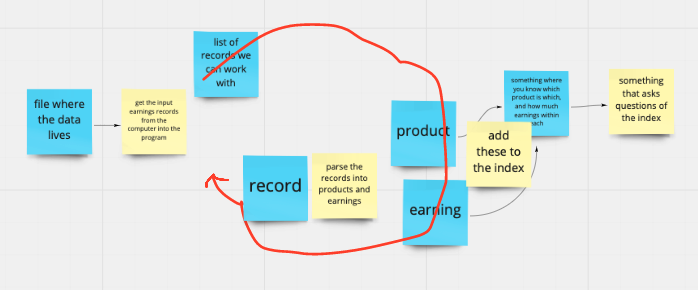 file where
the data
lives
get the input
earnings records
from the
computer into the
program
list of
records we
can work
with
record
parse the
records into
products and
earnings
product
earning
add
these to
the index
something where
you know which
product is which,
and how much
earnings within
each
something
that asks
questions of
the index